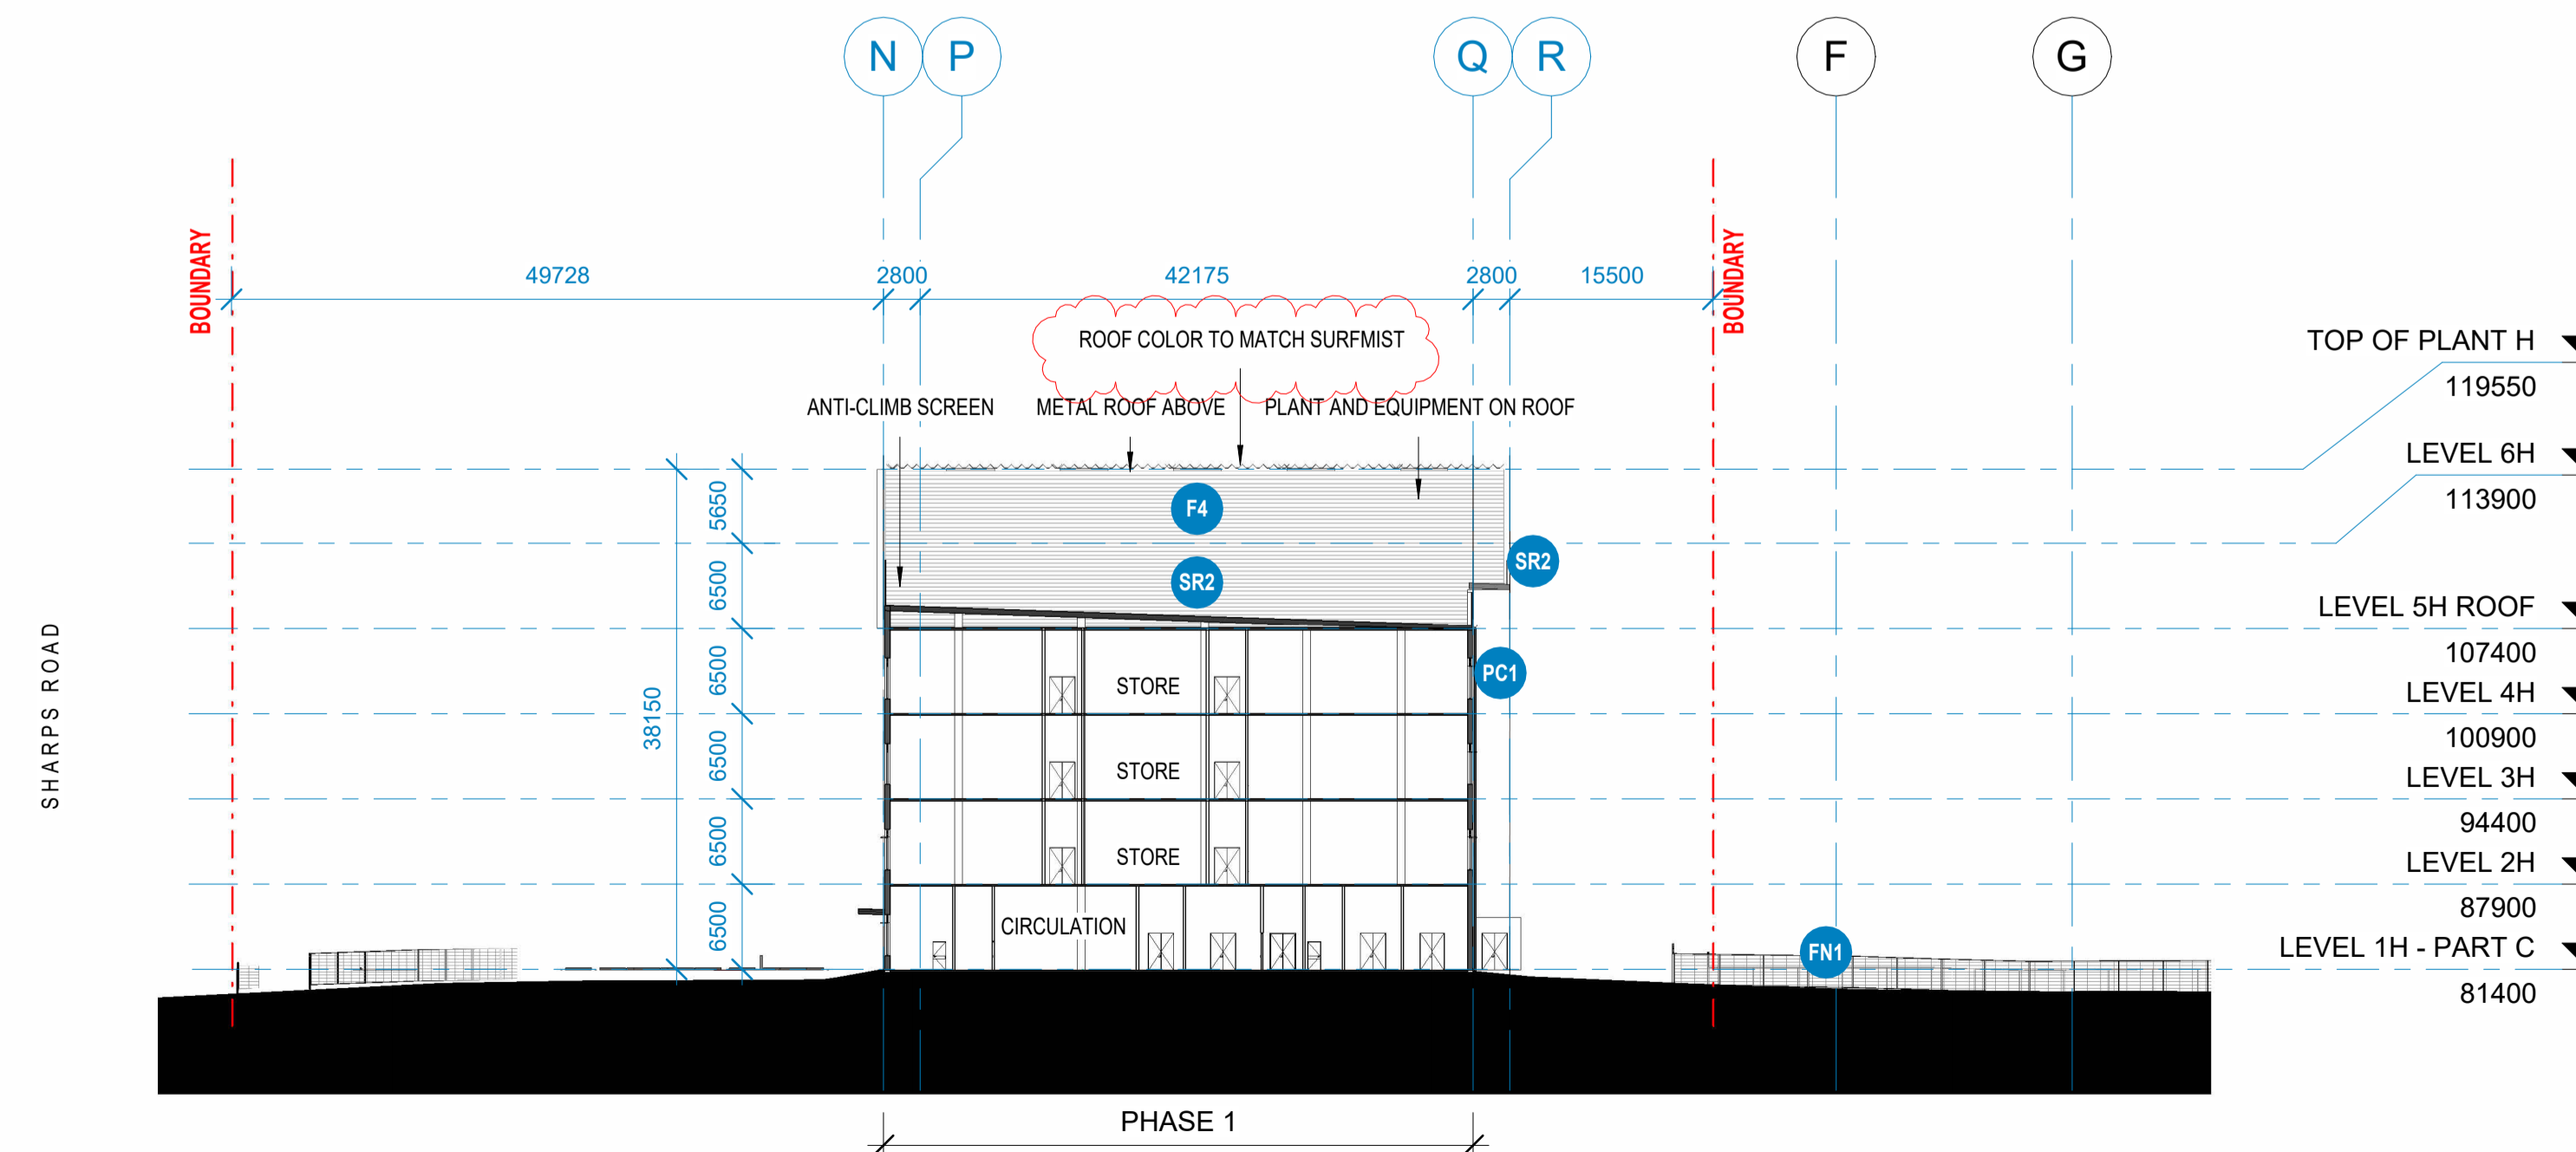 N P Q R F G
BOUNDARY
BOUNDARY
49728 2800 42175 2800 15500
ROOF COLOR TO MATCH SURFMIST
ANTI-CLIMB SCREEN METAL ROOF ABOVE PLANT AND EQUIPMENT ON ROOF
TOP OF PLANT H
119550
LEVEL 6H
113900
LEVEL 5H ROOF
107400
LEVEL 4H
100900
LEVEL 3H
94400
LEVEL 2H
87900
LEVEL 1H - PART C
81400
SHARPS ROAD
38150
5650
6500
6500
6500
6500
6500
F4
SR2
SR2
PC1
STORE
STORE
STORE
CIRCULATION
FN1
PHASE 1